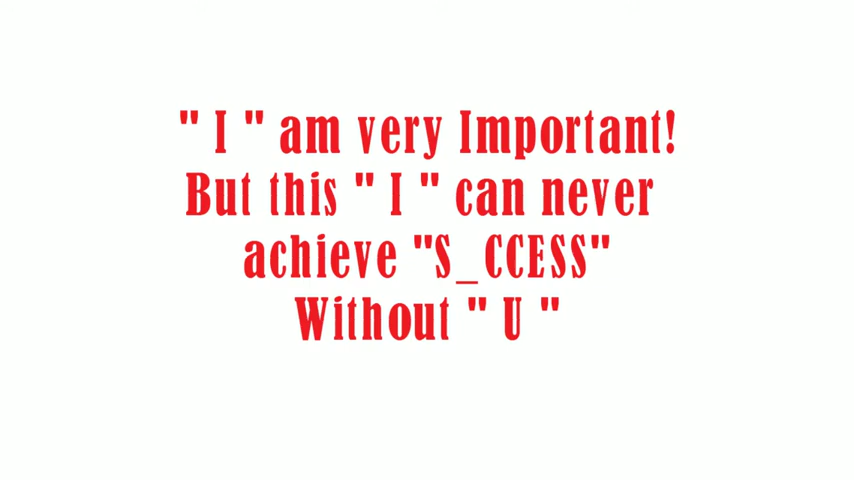 " I " am very Important!
But this " I " can never
achieve "S_CCESS"
Without " U "